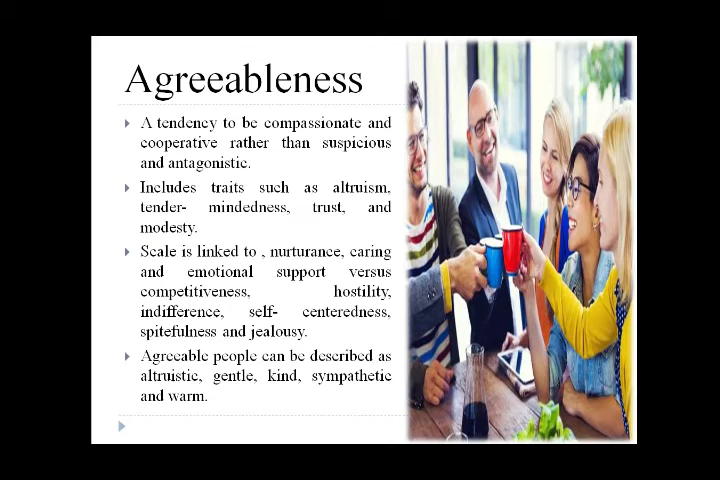 Agreeableness
A tendency to be compassionate and
cooperative rather than suspicious
and antagonistic.
Includes traits such as altruism,
tender- mindedness, trust, and
modesty.
Scale is linked to , nurturance, caring
and emotional support versus
competitiveness, hostility,
indifference, self- centeredness,
spitefulness and jealousy.
Agreeable people can be described as
altruistic, gentle, kind, sympathetic
and warm.